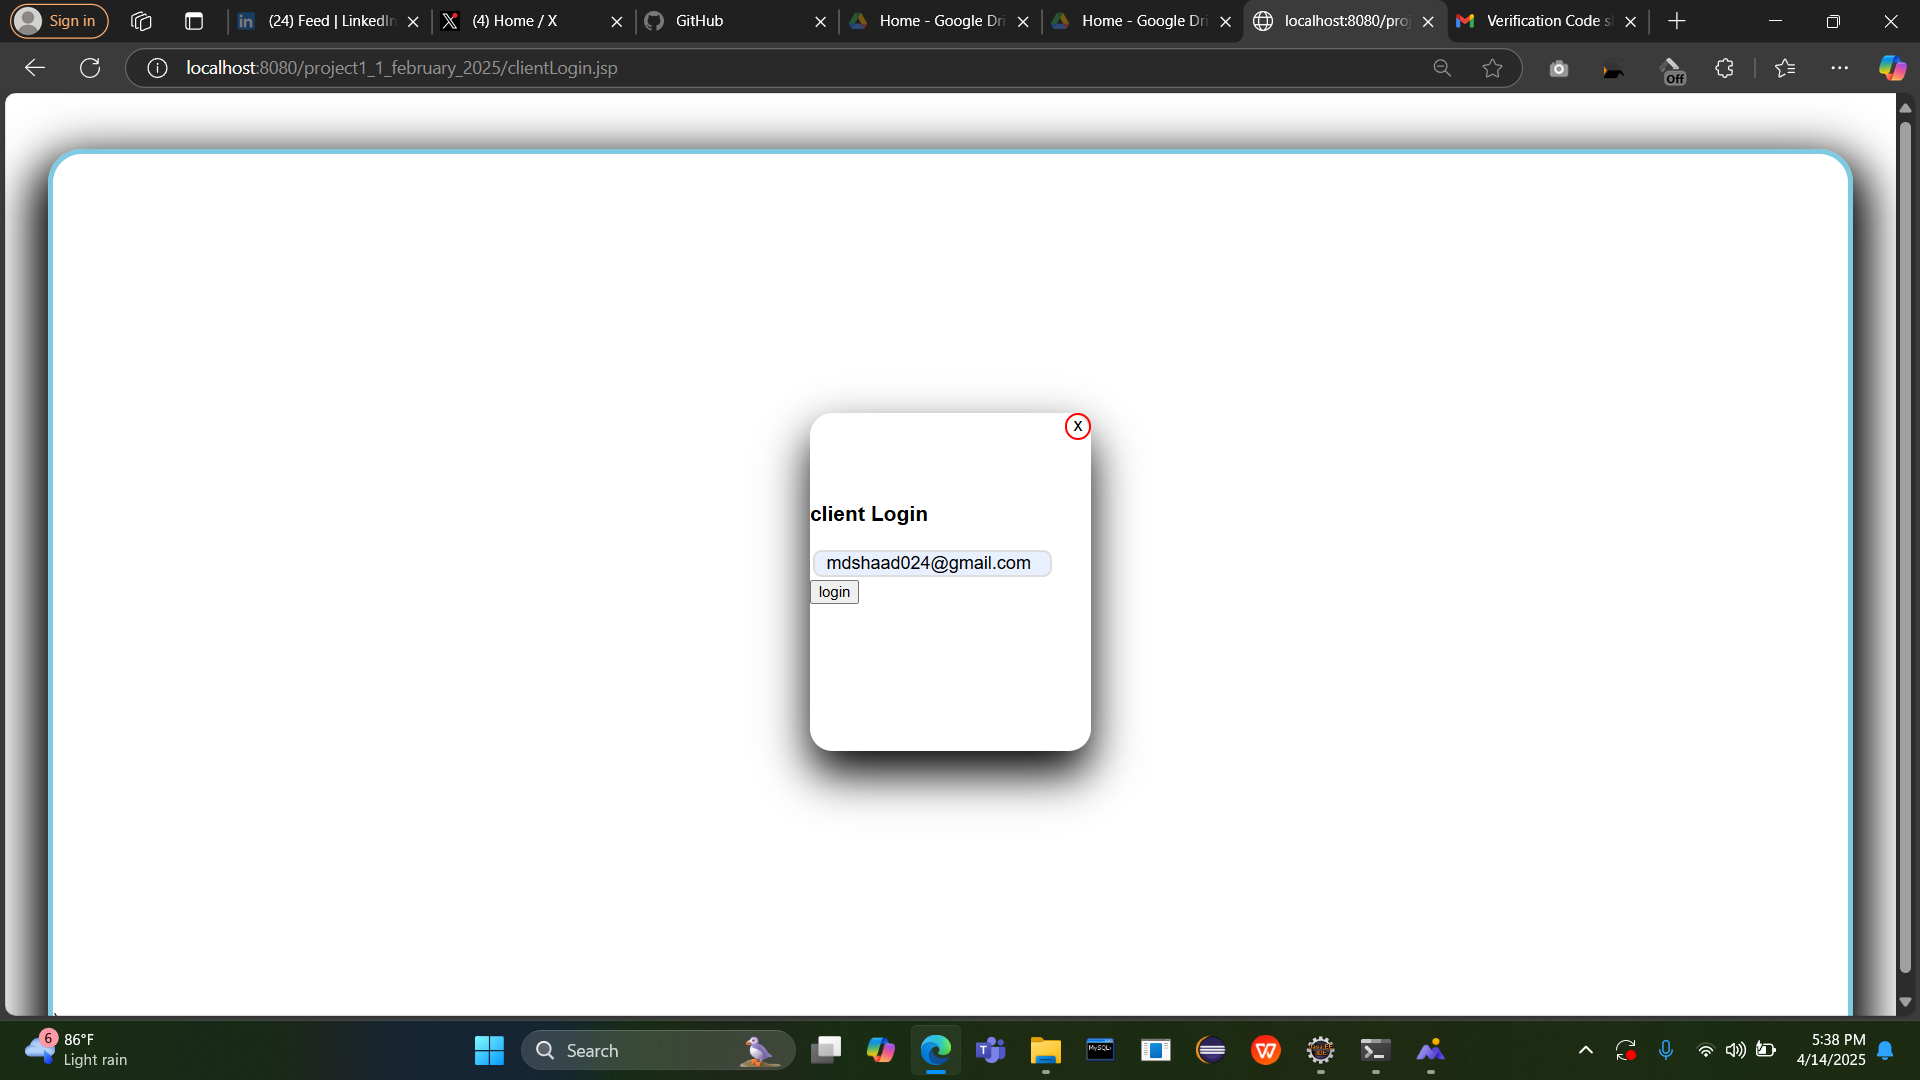 Sign in
(24) Feed | LinkedIn
(4) Home / X
GitHub
Home - Google Dri
Home - Google Dri
localhost:8080/proj
Verification Code s
localhost:8080/project1_1_february_2025/clientLogin.jsp
Off
X
client Login
mdshaad024@gmail.com
login
6
86°F
Light rain
Search
MySQL
5:38 PM
4/14/2025